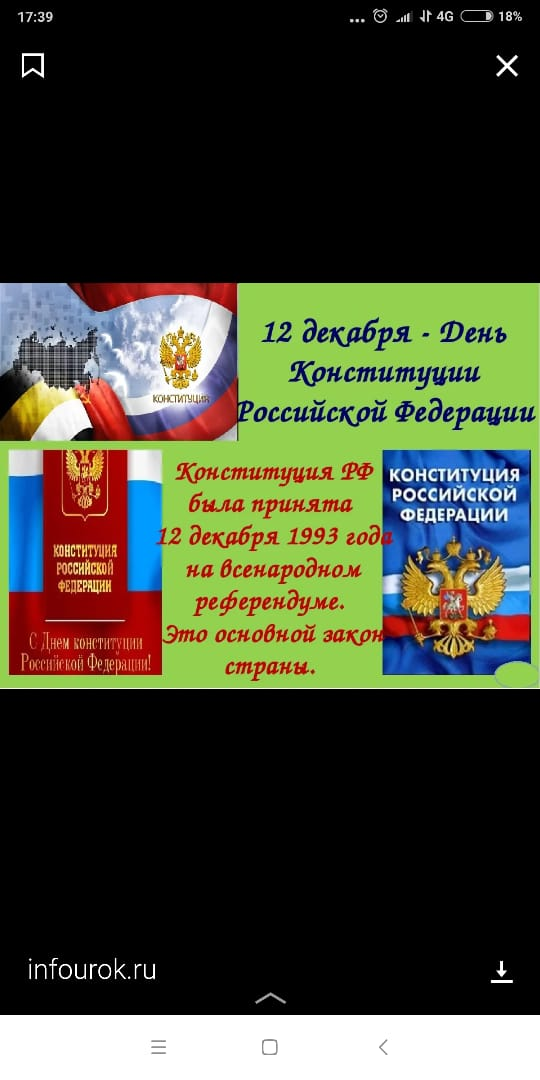 17:39
... 4G 18%
12 декабря - День
Конституции
Российской Федерации
КОНСТИТУЦИЯ
Конституция РФ
была принята
12 декабря 1993 года
на всенародном
референдуме.
Это основной закон
страны.
КОНСТИТУЦИЯ
РОССИЙСКОЙ
ФЕДЕРАЦИИ
С Днем конституции
Российской Федерации!
КОНСТИТУЦИЯ
РОССИЙСКОЙ
ФЕДЕРАЦИИ
infourok.ru